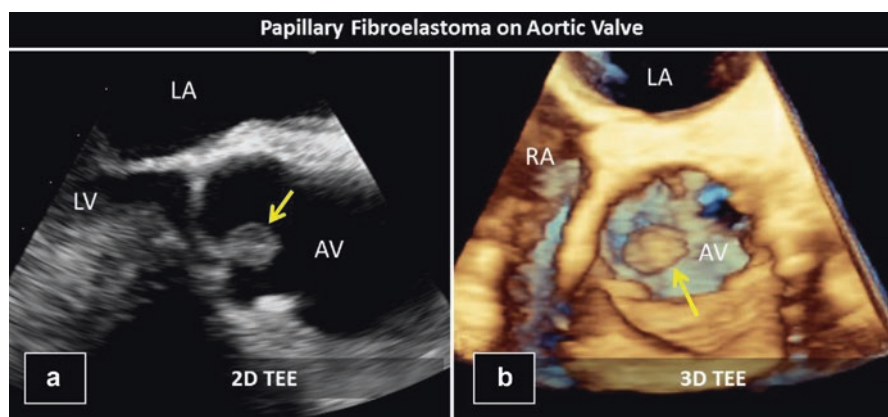 Papillary Fibroelastoma on Aortic Valve
LA
LV
AV
a
2D TEE
LA
RA
AV
b
3D TEE